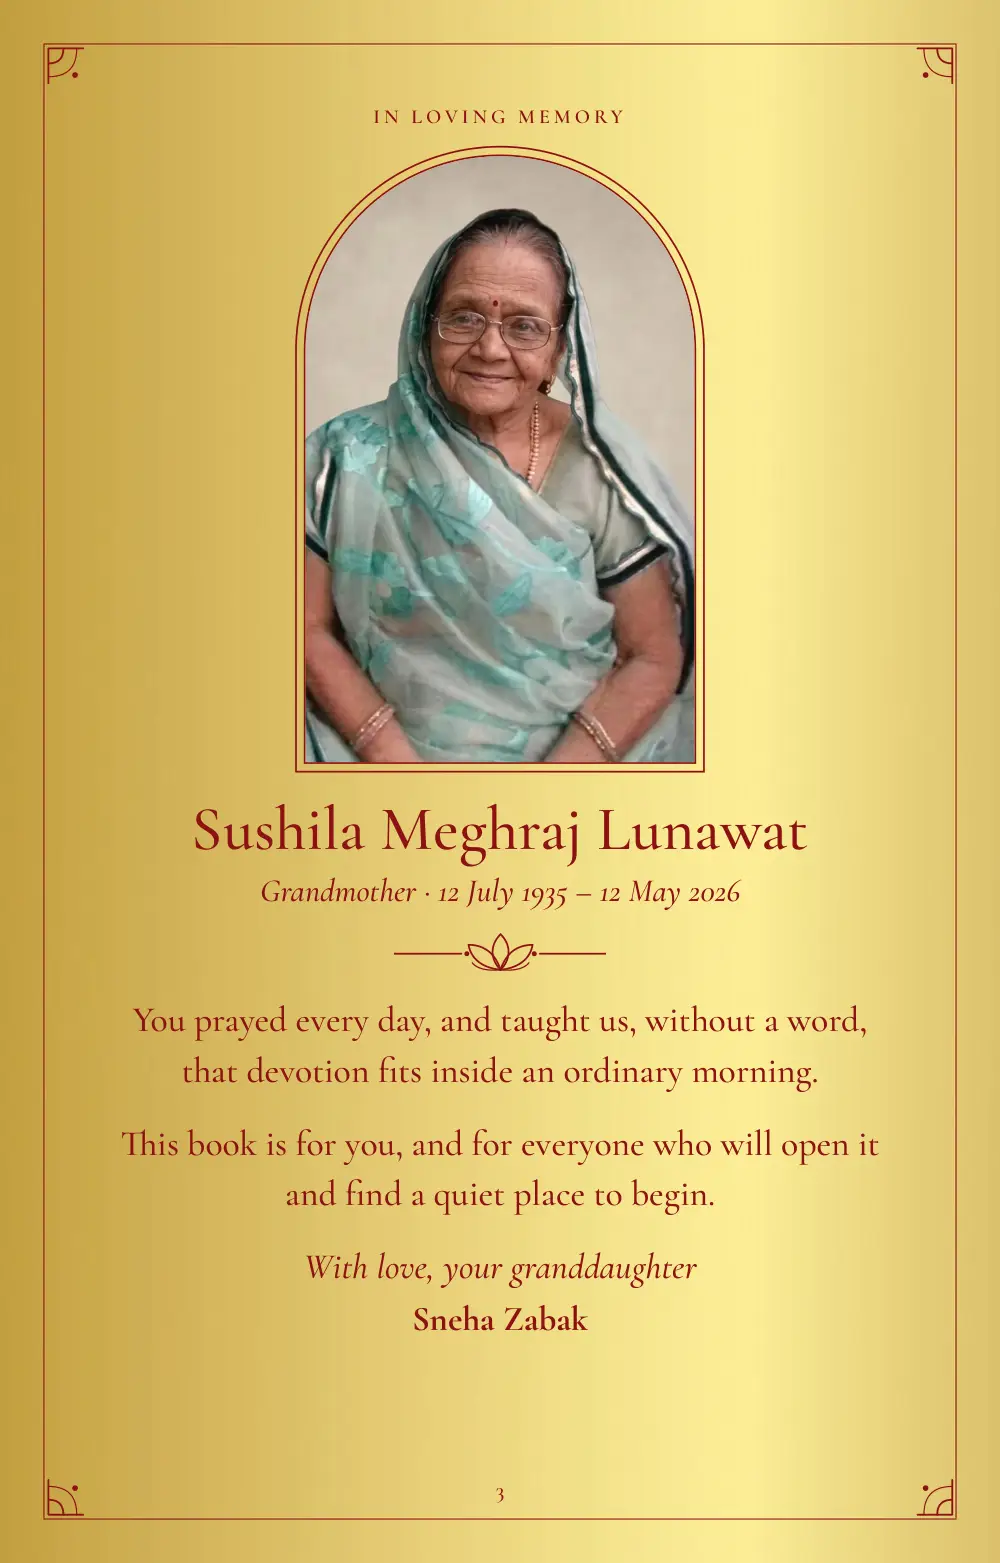 IN LOVING MEMORY
Sushila Meghraj Lunawat
Grandmother · 12 July 1935 – 12 May 2026
You prayed every day, and taught us, without a word,
that devotion fits inside an ordinary morning.
This book is for you, and for everyone who will open it
and find a quiet place to begin.
With love, your granddaughter
Sneha Zabak
3